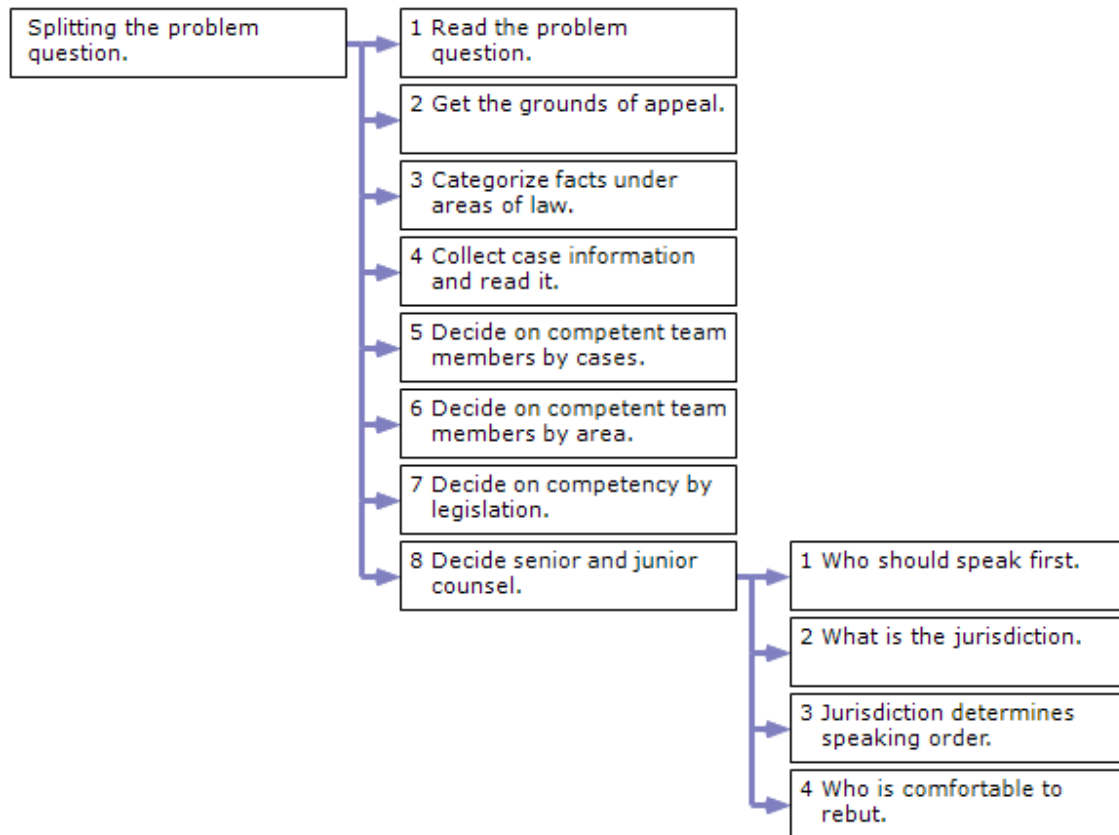 Splitting the problem
question.
1 Read the problem
question.
2 Get the grounds of appeal.
3 Categorize facts under
areas of law.
4 Collect case information
and read it.
5 Decide on competent team
members by cases.
6 Decide on competent team
members by area.
7 Decide on competency by
legislation.
8 Decide senior and junior
counsel.
1 Who should speak first.
2 What is the jurisdiction.
3 Jurisdiction determines
speaking order.
4 Who is comfortable to
rebut.